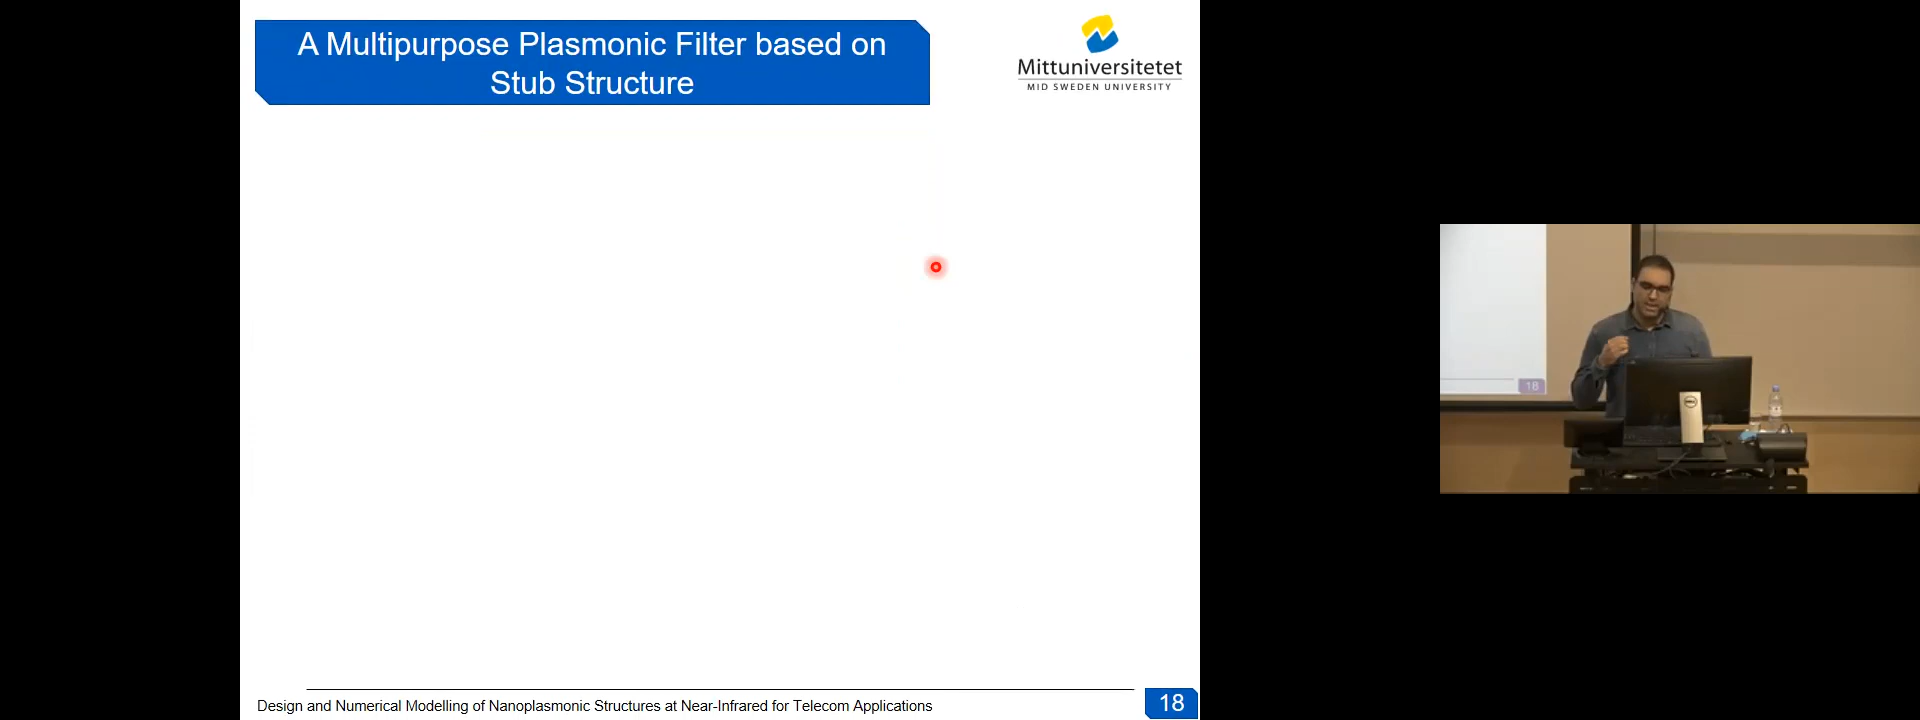 A Multipurpose Plasmonic Filter based on
Stub Structure
Mittuniversitetet
MID SWEDEN UNIVERSITY
Design and Numerical Modelling of Nanoplasmonic Structures at Near-Infrared for Telecom Applications
18
18
DELL